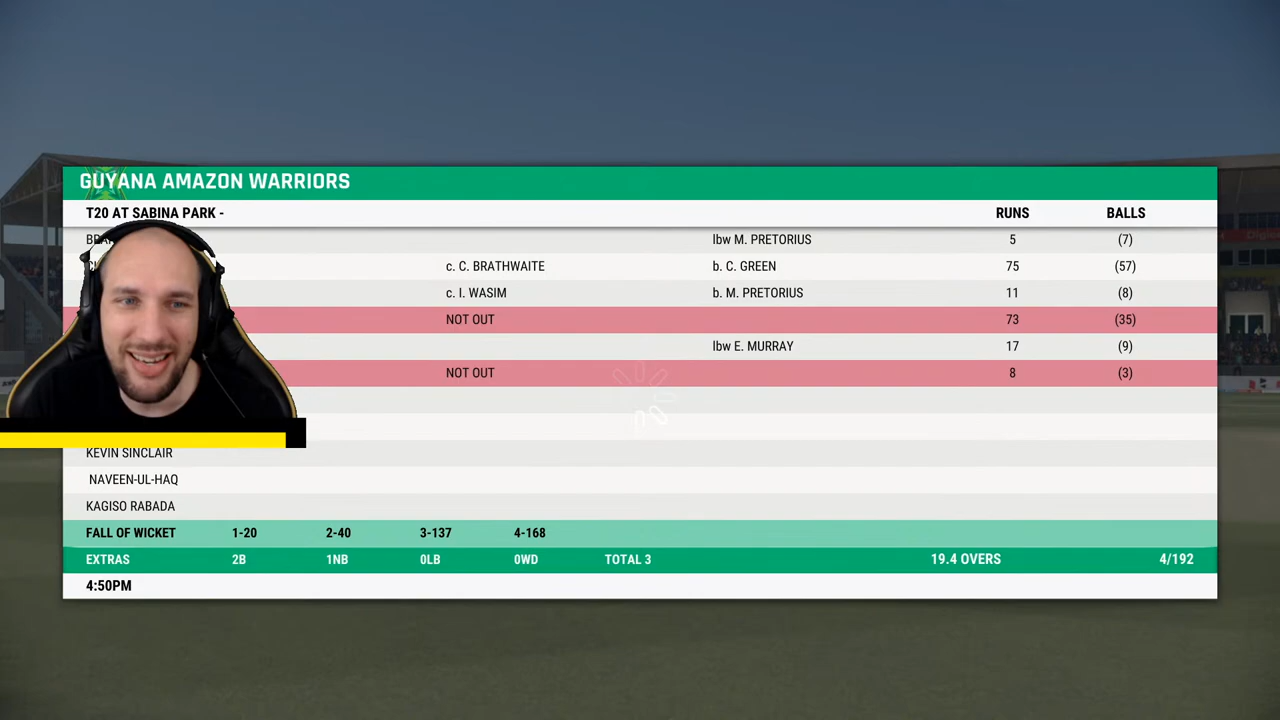 GUYANA AMAZON WARRIORS
T20 AT SABINA PARK - RUNS BALLS
lbw M. PRETORIUS 5 (7)
c. C. BRATHWAITE b. C. GREEN 75 (57)
c. I. WASIM b. M. PRETORIUS 11 (8)
NOT OUT 73 (35)
lbw E. MURRAY 17 (9)
NOT OUT 8 (3)
KEVIN SINCLAIR
NAVEEN-UL-HAQ
KAGISO RABADA
FALL OF WICKET 1-20 2-40 3-137 4-168
EXTRAS 2B 1NB 0LB 0WD TOTAL 3 19.4 OVERS 4/192
4:50PM